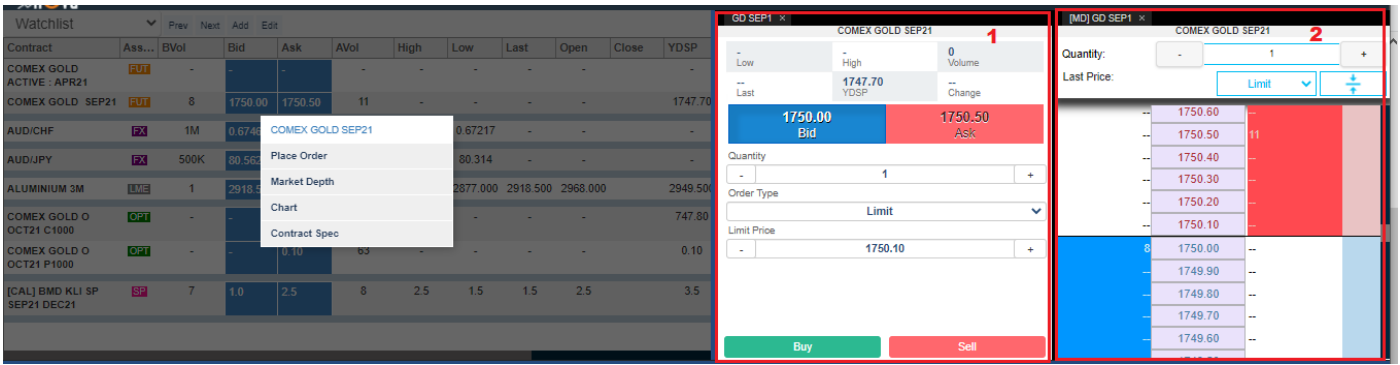 Watchlist Prev Next Add Edit
Contract Ass... BVol Bid Ask AVol High Low Last Open Close YDSP
COMEX GOLD ACTIVE : APR21 FUT - - - - - - - - -
COMEX GOLD SEP21 FUT 8 1750.00 1750.50 11 - - - - 1747.70
AUD/CHF FX 1M 0.6746 0.67217 - - -
AUD/JPY FX 500K 80.562 80.314 - - -
ALUMINIUM 3M LME 1 2918.5 2877.000 2918.500 2968.000 2949.500
COMEX GOLD O OCT21 C1000 OPT - - - - - 747.80
COMEX GOLD O OCT21 P1000 OPT - - 0.10 63 - - - - 0.10
[CAL] BMD KLI SP SEP21 DEC21 SP 7 1.0 2.5 8 2.5 1.5 1.5 2.5 3.5
COMEX GOLD SEP21
Place Order
Market Depth
Chart
Contract Spec
GD SEP1 ×
COMEX GOLD SEP21
1
- - 0
Low High Volume
-- 1747.70 --
Last YDSP Change
1750.00 1750.50
Bid Ask
Quantity
- 1 +
Order Type
Limit
Limit Price
- 1750.10 +
Buy Sell
[MD] GD SEP1 ×
COMEX GOLD SEP21
2
Quantity: - 1 +
Last Price: Limit
-- 1750.60 --
-- 1750.50 11
-- 1750.40 --
-- 1750.30 --
-- 1750.20 --
-- 1750.10 --
8 1750.00 --
-- 1749.90 --
-- 1749.80 --
-- 1749.70 --
-- 1749.60 --